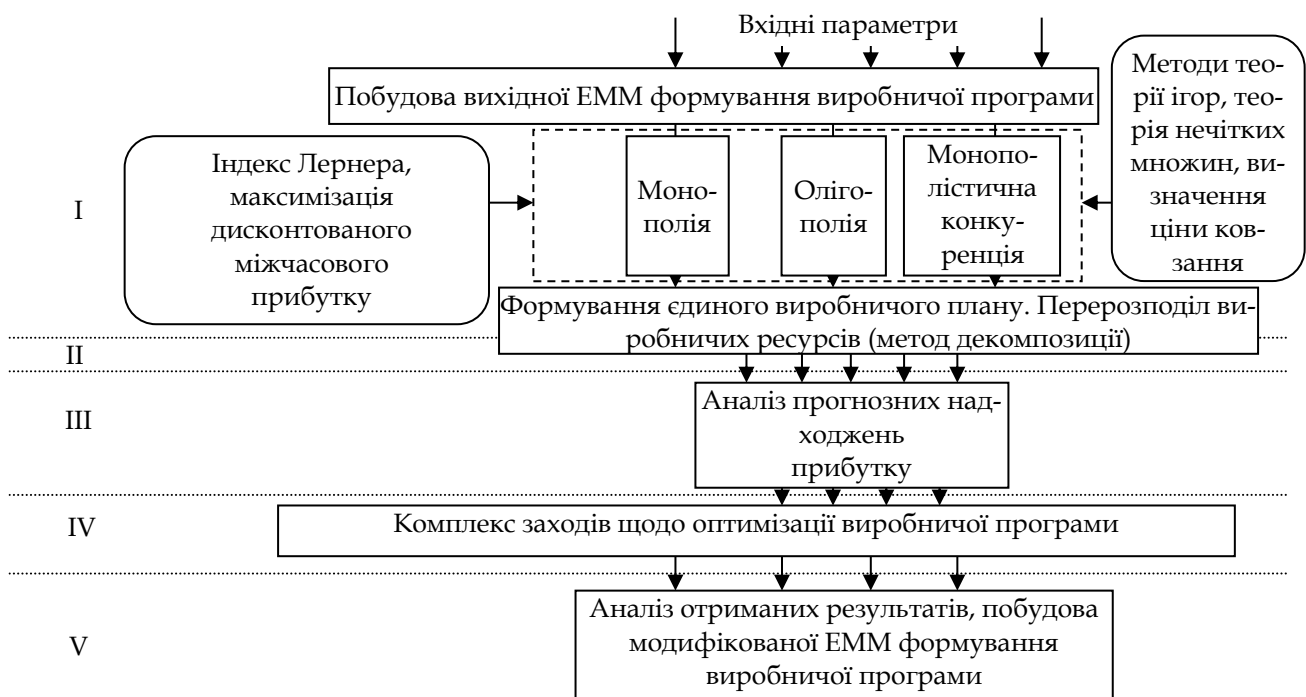 Вхідні параметри
Побудова вихідної ЕММ формування виробничої програми
Методи тео-
рії ігор, тео-
рія нечітких
множин, ви-
значення
ціни ков-
зання
I
Індекс Лернера,
максимізація
дисконтованого
міжчасового
прибутку
Моно-
полія
Оліго-
полія
Монопо-
лістична
конку-
ренція
Формування єдиного виробничого плану. Перерозподіл ви-
робничих ресурсів (метод декомпозиції)
II
III
Аналіз прогнозних над-
ходжень
прибутку
IV
Комплекс заходів щодо оптимізації виробничої програми
V
Аналіз отриманих результатів, побудова
модифікованої ЕММ формування
виробничої програми